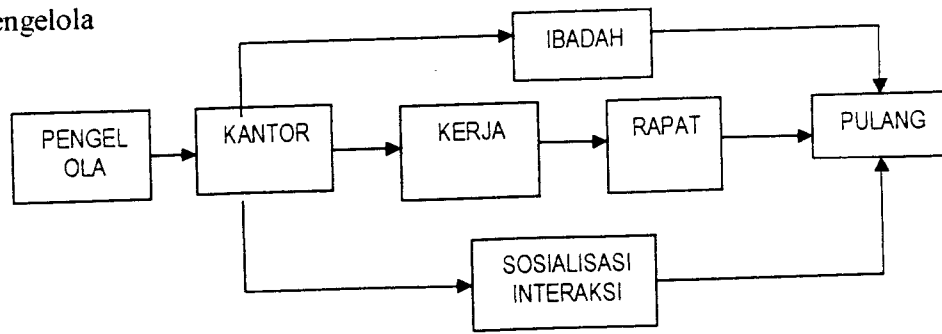 engelola
IBADAH
PENGEL
OLA
KANTOR
KERJA
RAPAT
PULANG
SOSIALISASI
INTERAKSI